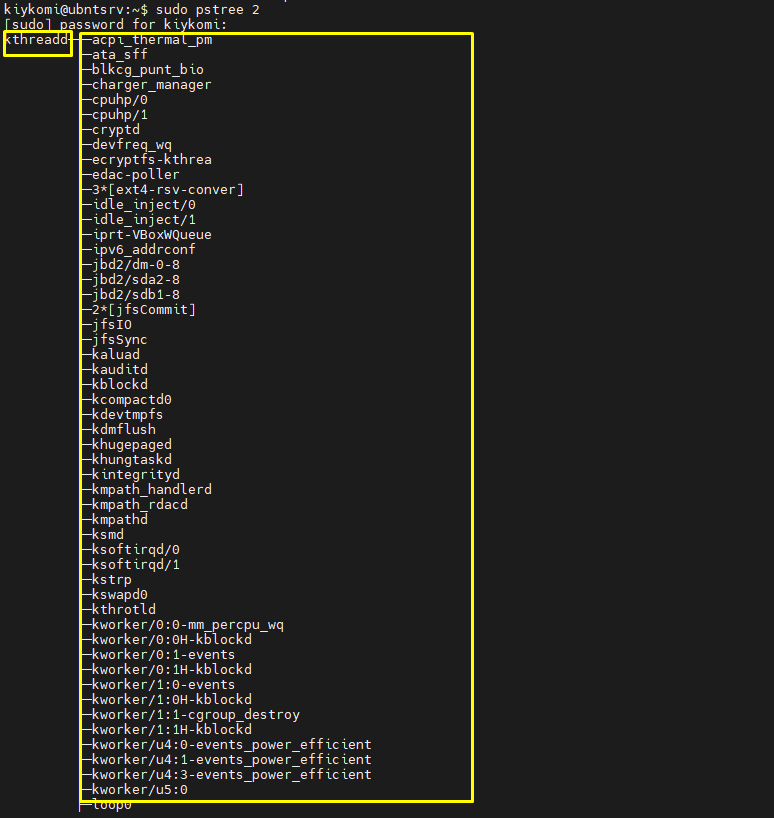 kiykomi@ubntsrv:~$ sudo pstree 2
[sudo] password for kiykomi:
kthreadd─┬─acpi_thermal_pm
├─ata_sff
├─blkcg_punt_bio
├─charger_manager
├─cpuhp/0
├─cpuhp/1
├─cryptd
├─devfreq_wq
├─ecryptfs-kthrea
├─edac-poller
├─3*[ext4-rsv-conver]
├─idle_inject/0
├─idle_inject/1
├─iprt-VBoxWQueue
├─ipv6_addrconf
├─jbd2/dm-0-8
├─jbd2/sda2-8
├─jbd2/sdb1-8
├─2*[jfsCommit]
├─jfsIO
├─jfsSync
├─kaluad
├─kauditd
├─kblockd
├─kcompactd0
├─kdevtmpfs
├─kdmflush
├─khugepaged
├─khungtaskd
├─kintegrityd
├─kmpath_handlerd
├─kmpath_rdacd
├─kmpathd
├─ksmd
├─ksoftirqd/0
├─ksoftirqd/1
├─kstrp
├─kswapd0
├─kthrotld
├─kworker/0:0-mm_percpu_wq
├─kworker/0:0H-kblockd
├─kworker/0:1-events
├─kworker/0:1H-kblockd
├─kworker/1:0-events
├─kworker/1:0H-kblockd
├─kworker/1:1-cgroup_destroy
├─kworker/1:1H-kblockd
├─kworker/u4:0-events_power_efficient
├─kworker/u4:1-events_power_efficient
├─kworker/u4:3-events_power_efficient
├─kworker/u5:0
├─loop0